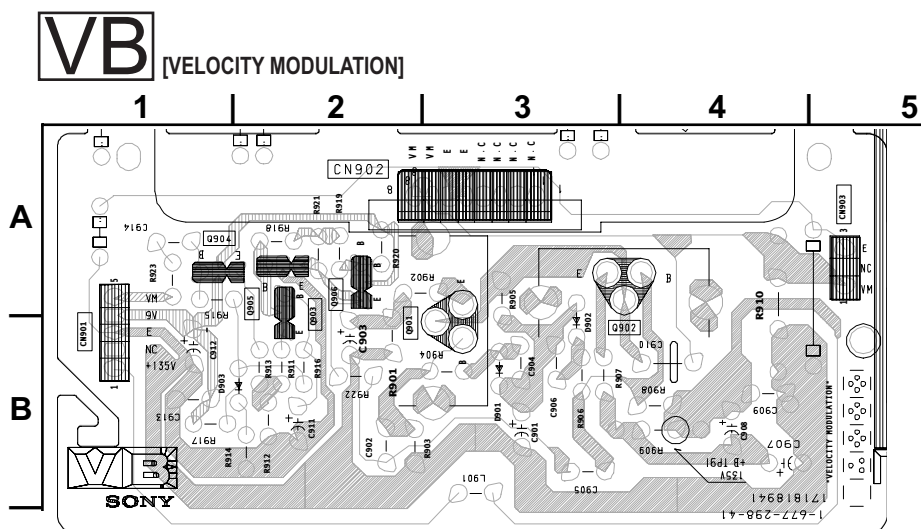 VB [VELOCITY MODULATION]
1 2 3 4 5
A
B
VM
VM
E
E
N.C
N.C
N.C
N.C
CN902
8
1
R921
R919
CN903
C914
Q904
R918
B
E
B
R920
R902
E
R905
E
B
3
E
NC
VM
1
R923
Q905
B
E
B
E
Q903
Q906
B
E
R910
5
VM
9V
E
NC
+135V
1
CN901
R915
C912
C903
Q901
R904
B
C904
D902
Q902
C910
D903
R913
R911
R916
R922
R901
R907
R908
C913
D901
C906
R906
C909
R917
C911
C901
R909
C908
C907
R914
R912
C902
R903
C905
+B TP91
135V
"VELOCITY MODULATION"
VB
SONY
L901
171818941
1-677-298-41